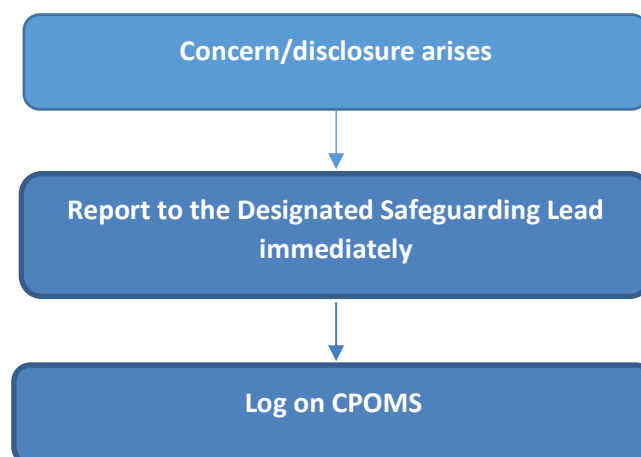 Concern/disclosure arises
Report to the Designated Safeguarding Lead
immediately
Log on CPOMS